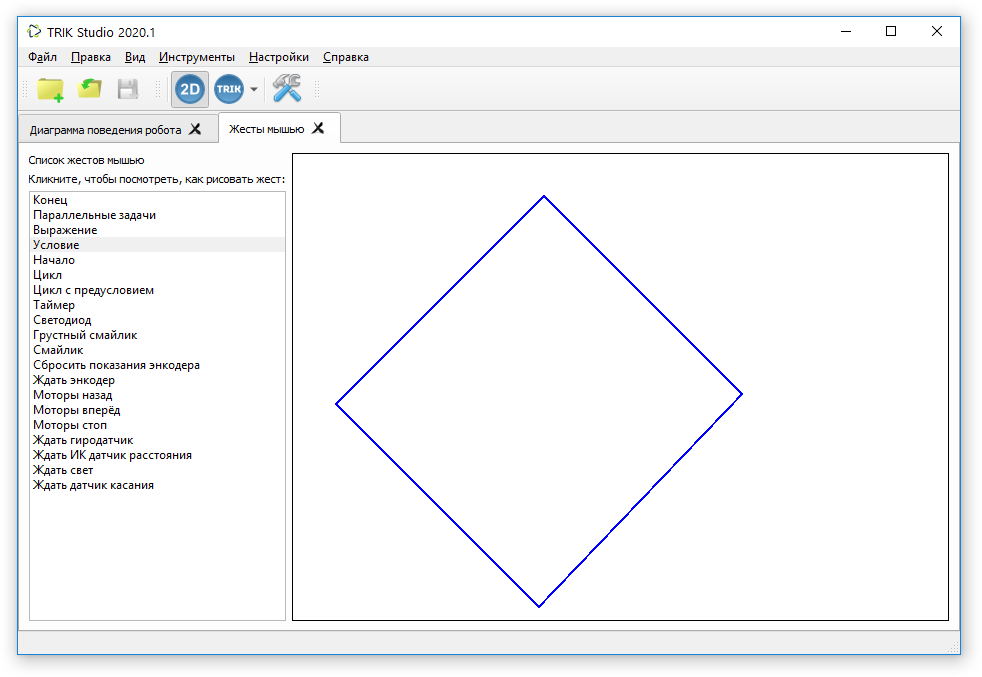 TRIK Studio 2020.1
Файл Правка Вид Инструменты Настройки Справка
2D TRIK
Диаграмма поведения робота Жесты мышью
Список жестов мышью
Кликните, чтобы посмотреть, как рисовать жест:
Конец
Параллельные задачи
Выражение
Условие
Начало
Цикл
Цикл с предусловием
Таймер
Светодиод
Грустный смайлик
Смайлик
Сбросить показания энкодера
Ждать энкодер
Моторы назад
Моторы вперёд
Моторы стоп
Ждать гиродатчик
Ждать ИК датчик расстояния
Ждать свет
Ждать датчик касания